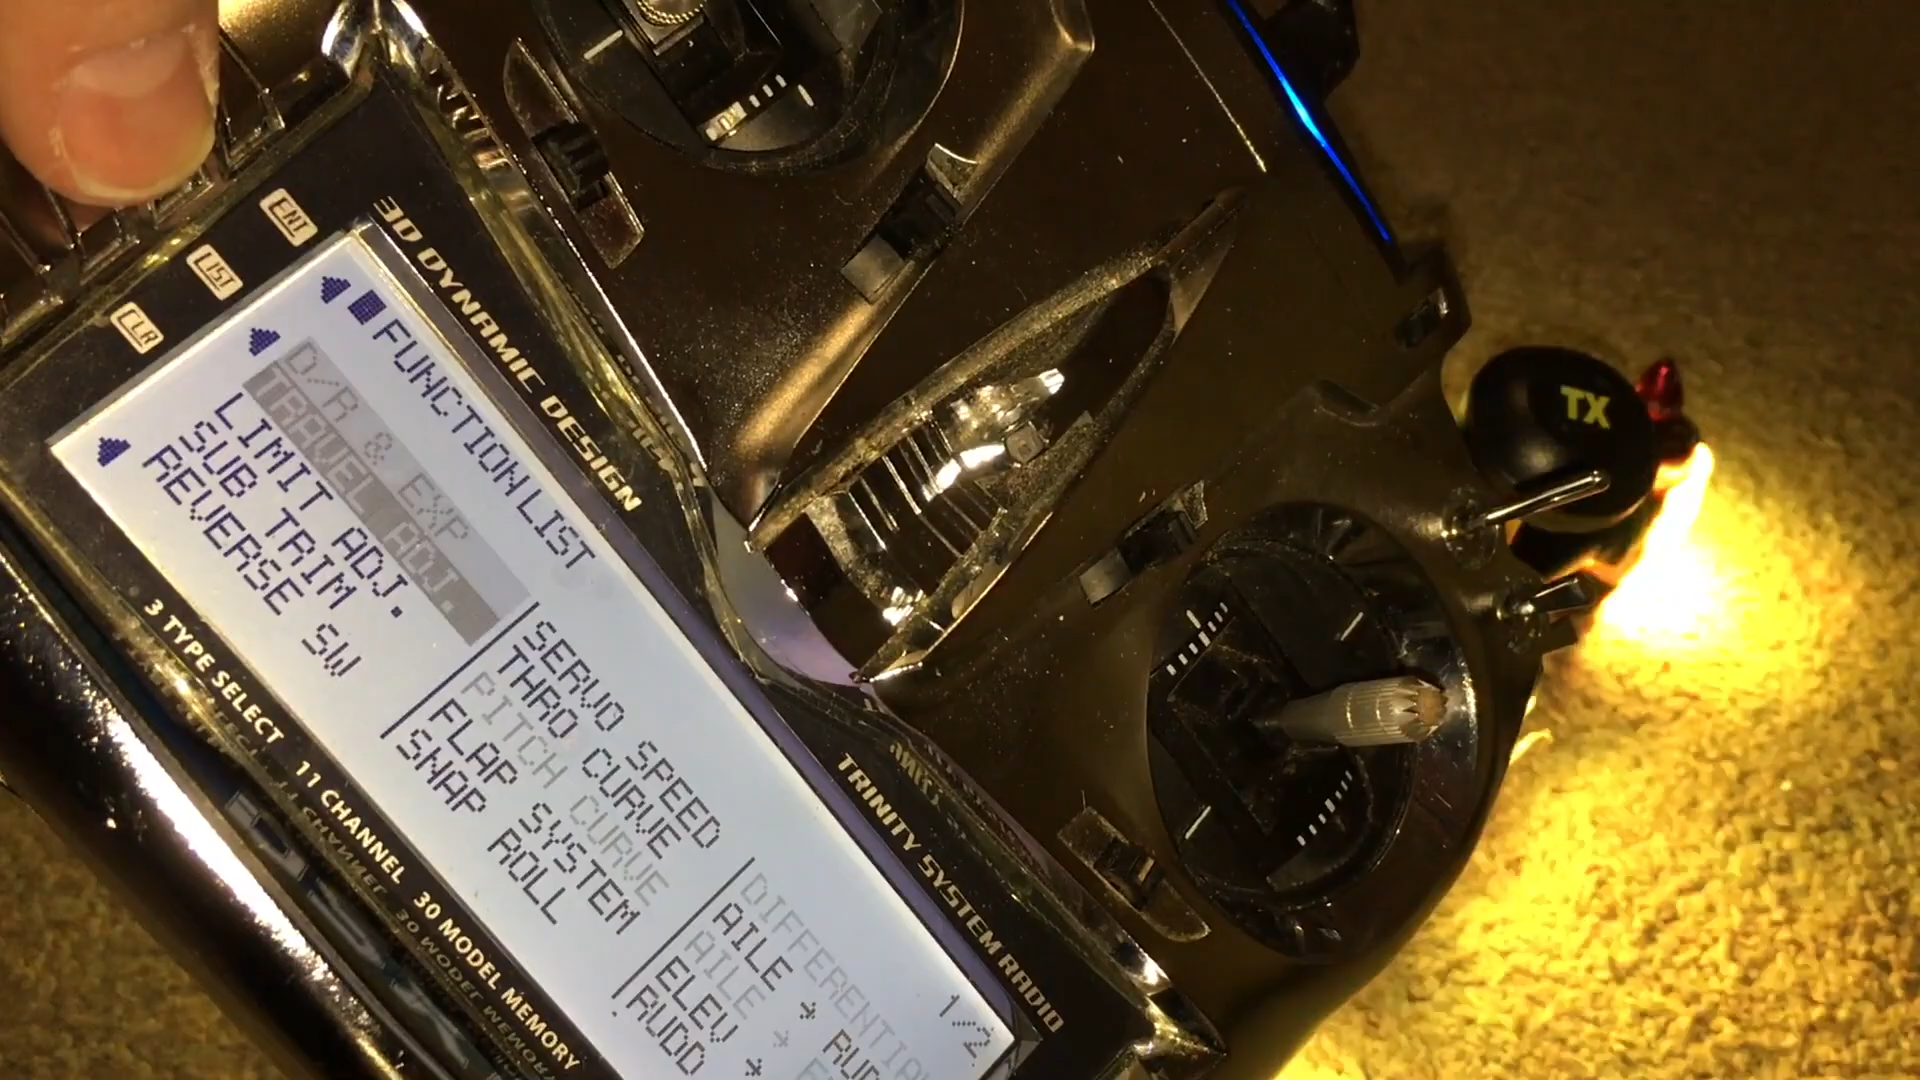 ENT
LIST
CLR
3D DYNAMIC DESIGN
FUNCTION LIST
D/R & EXP
TRAVEL ADJ.
LIMIT ADJ.
SUB TRIM
REVERSE SW
SERVO SPEED
THRO CURVE
PITCH CURVE
FLAP SYSTEM
SNAP ROLL
DIFFERENTIAL
AILE → RUD
AILE →
ELEV →
RUDD
1/2
3 TYPE SELECT 11 CHANNEL 30 MODEL MEMORY
TRINITY SYSTEM RADIO
TX